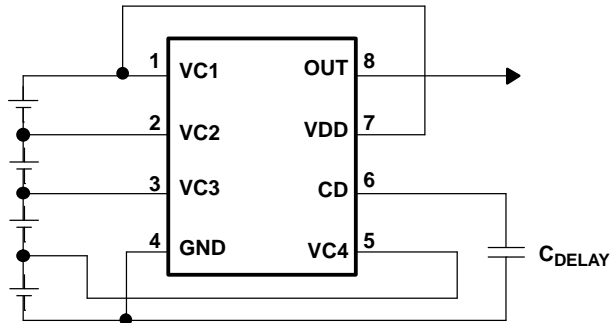 1 VC1 OUT 8
2 VC2 VDD 7
3 VC3 CD 6
4 GND VC4 5
CDELAY